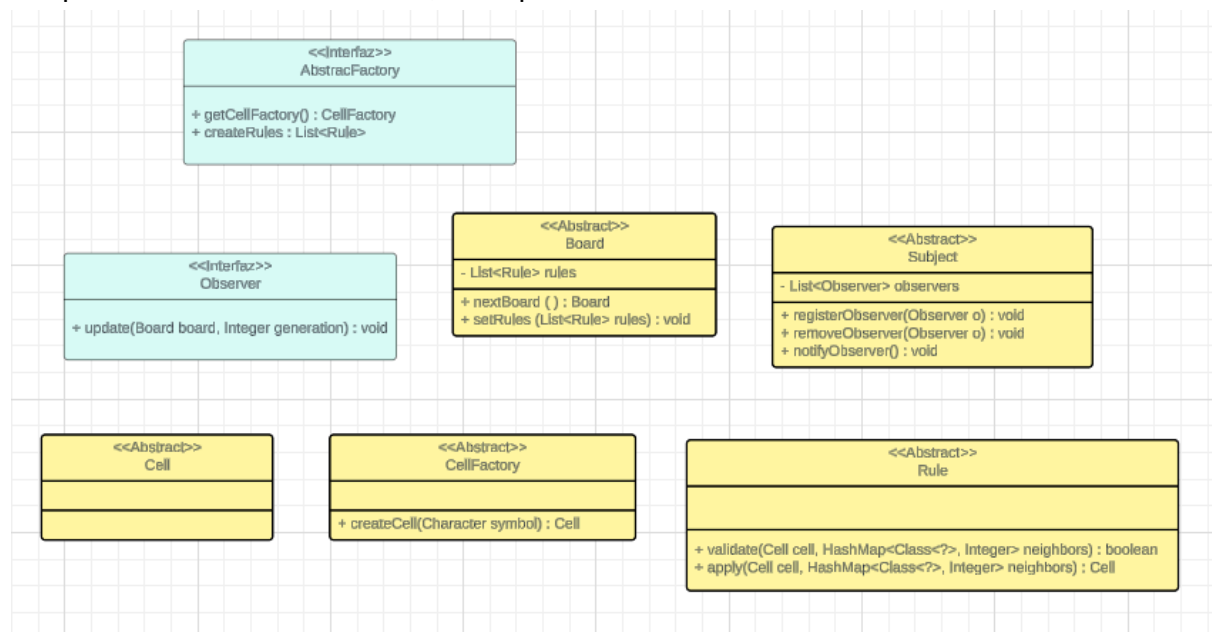 <<Interfaz>>
AbstracFactory
+ getCellFactory() : CellFactory
+ createRules : List<Rule>
<<Abstract>>
Board
- List<Rule> rules
+ nextBoard ( ) : Board
+ setRules (List<Rule> rules) : void
<<Abstract>>
Subject
- List<Observer> observers
+ registerObserver(Observer o) : void
+ removeObserver(Observer o) : void
+ notifyObserver() : void
<<Interfaz>>
Observer
+ update(Board board, Integer generation) : void
<<Abstract>>
Cell
<<Abstract>>
CellFactory
+ createCell(Character symbol) : Cell
<<Abstract>>
Rule
+ validate(Cell cell, HashMap<Class<?>, Integer> neighbors) : boolean
+ apply(Cell cell, HashMap<Class<?>, Integer> neighbors) : Cell